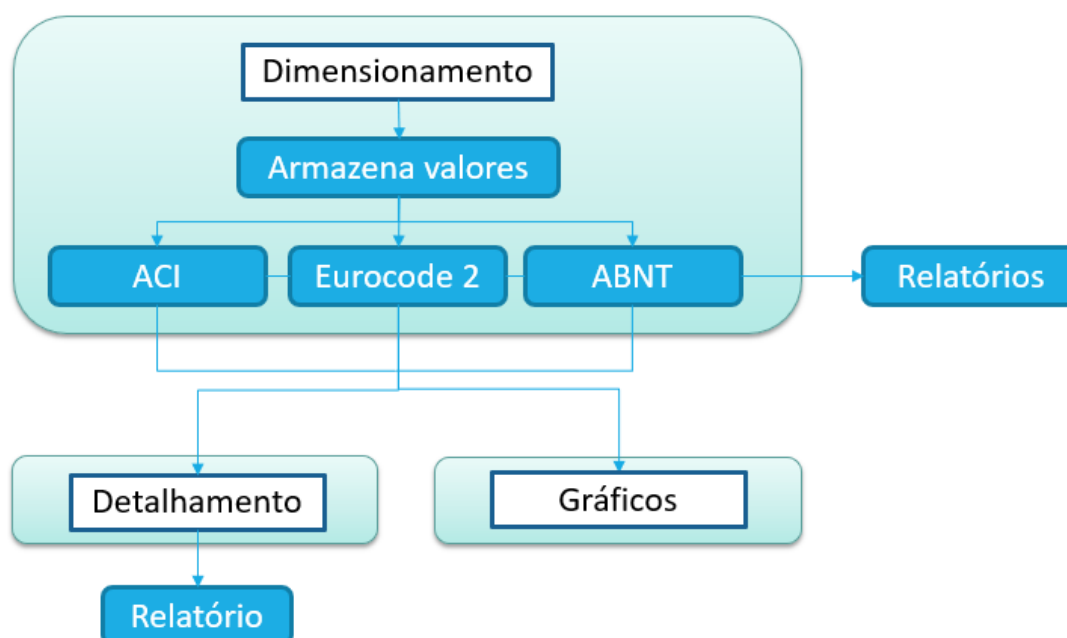 Dimensionamento
Armazena valores
ACI
Eurocode 2
ABNT
Relatórios
Detalhamento
Gráficos
Relatório